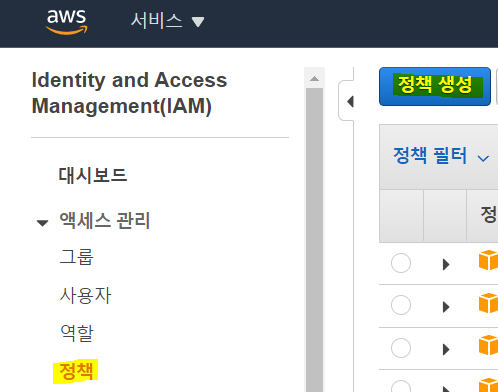 aws
서비스
Identity and Access
Management(IAM)
대시보드
액세스 관리
그룹
사용자
역할
정책
정책 생성
정책 필터
정